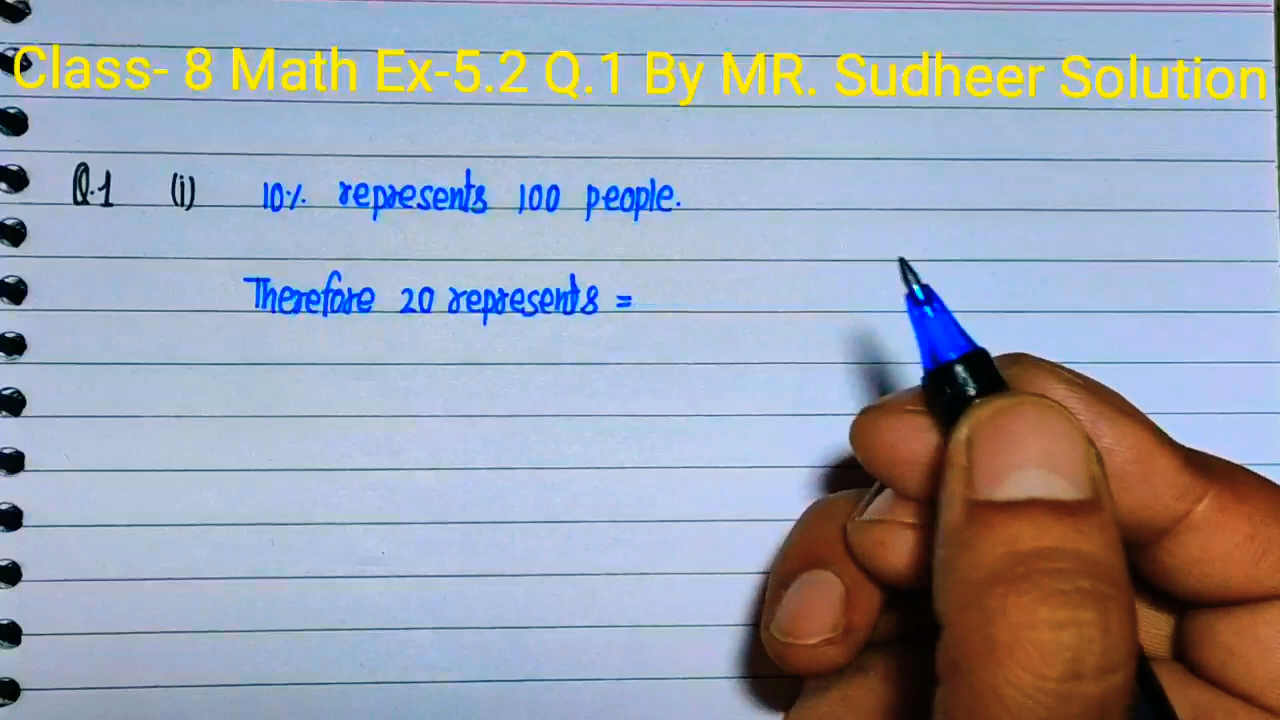 Class- 8 Math Ex-5.2 Q.1 By MR. Sudheer Solution
Q.1 (i) 10% represents 100 people.
Therefore 20 represents =